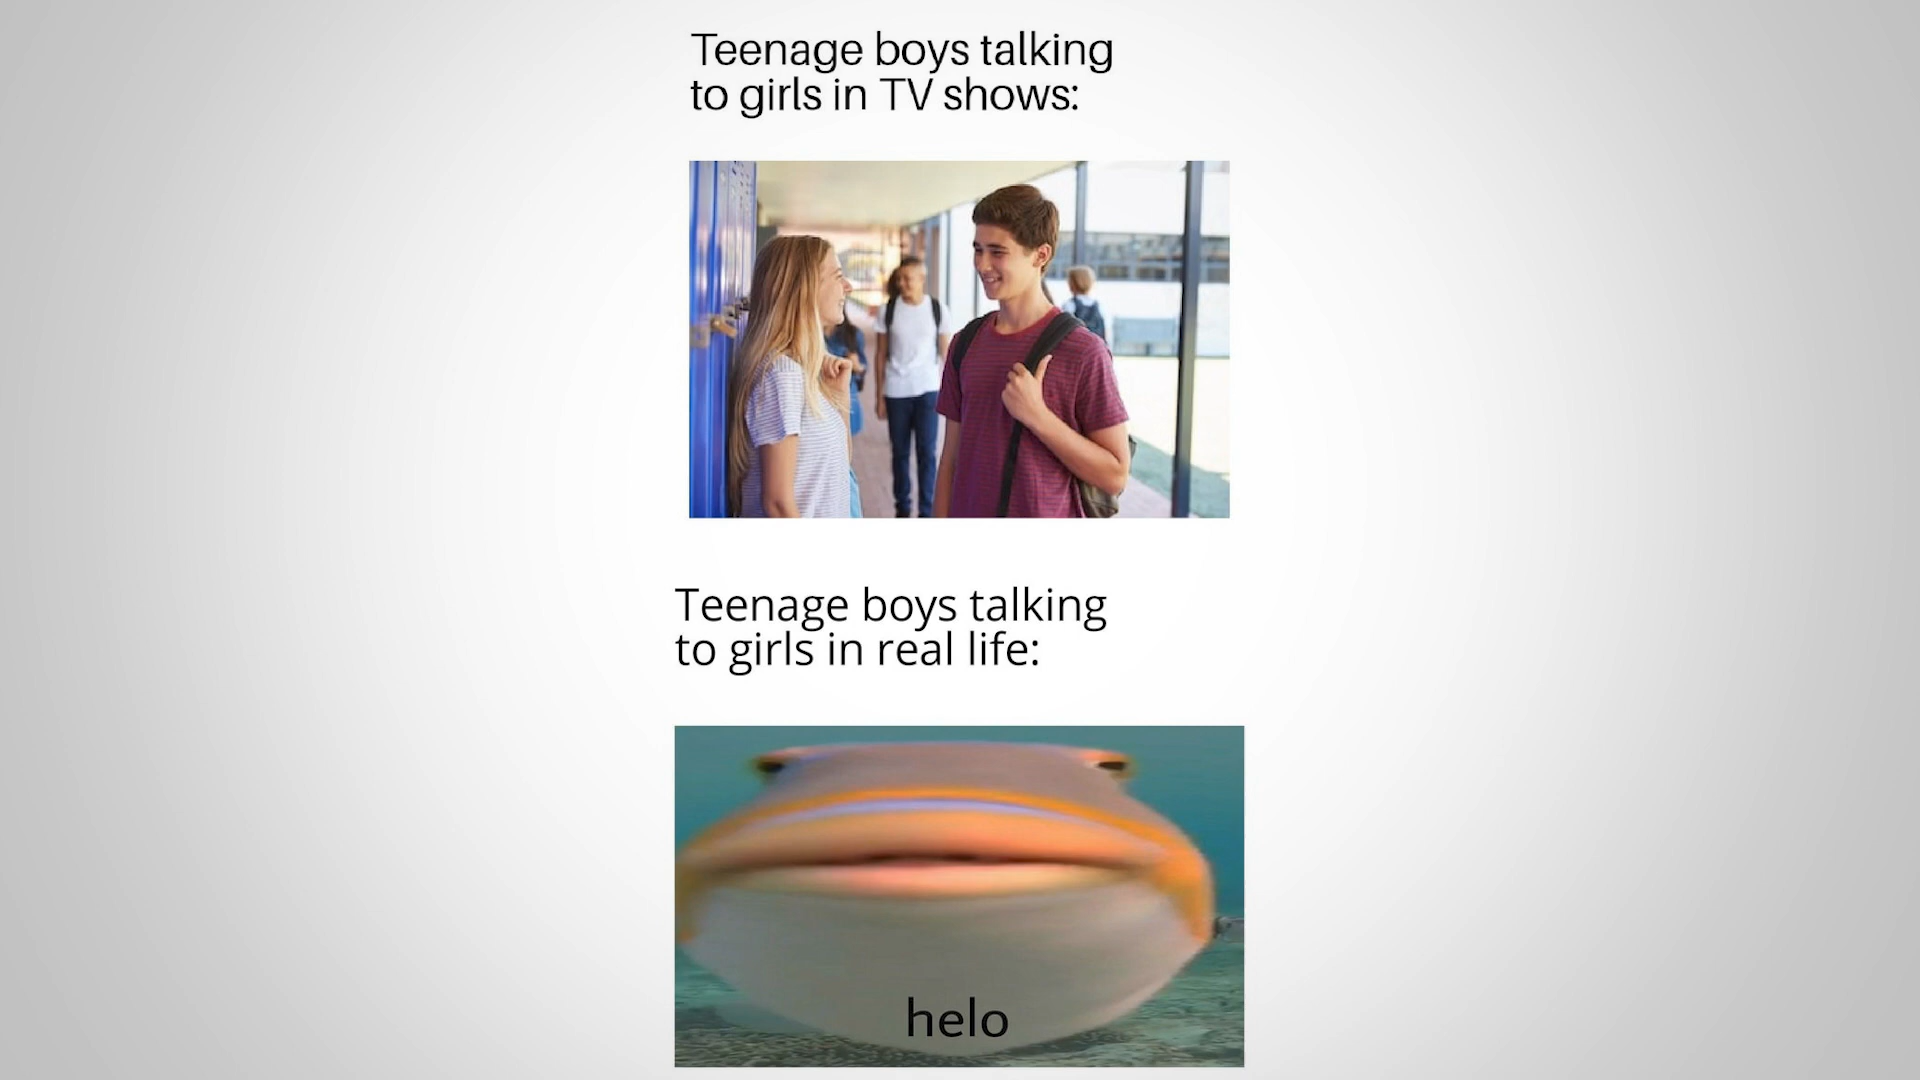 Teenage boys talking
to girls in TV shows:
Teenage boys talking
to girls in real life:
helo